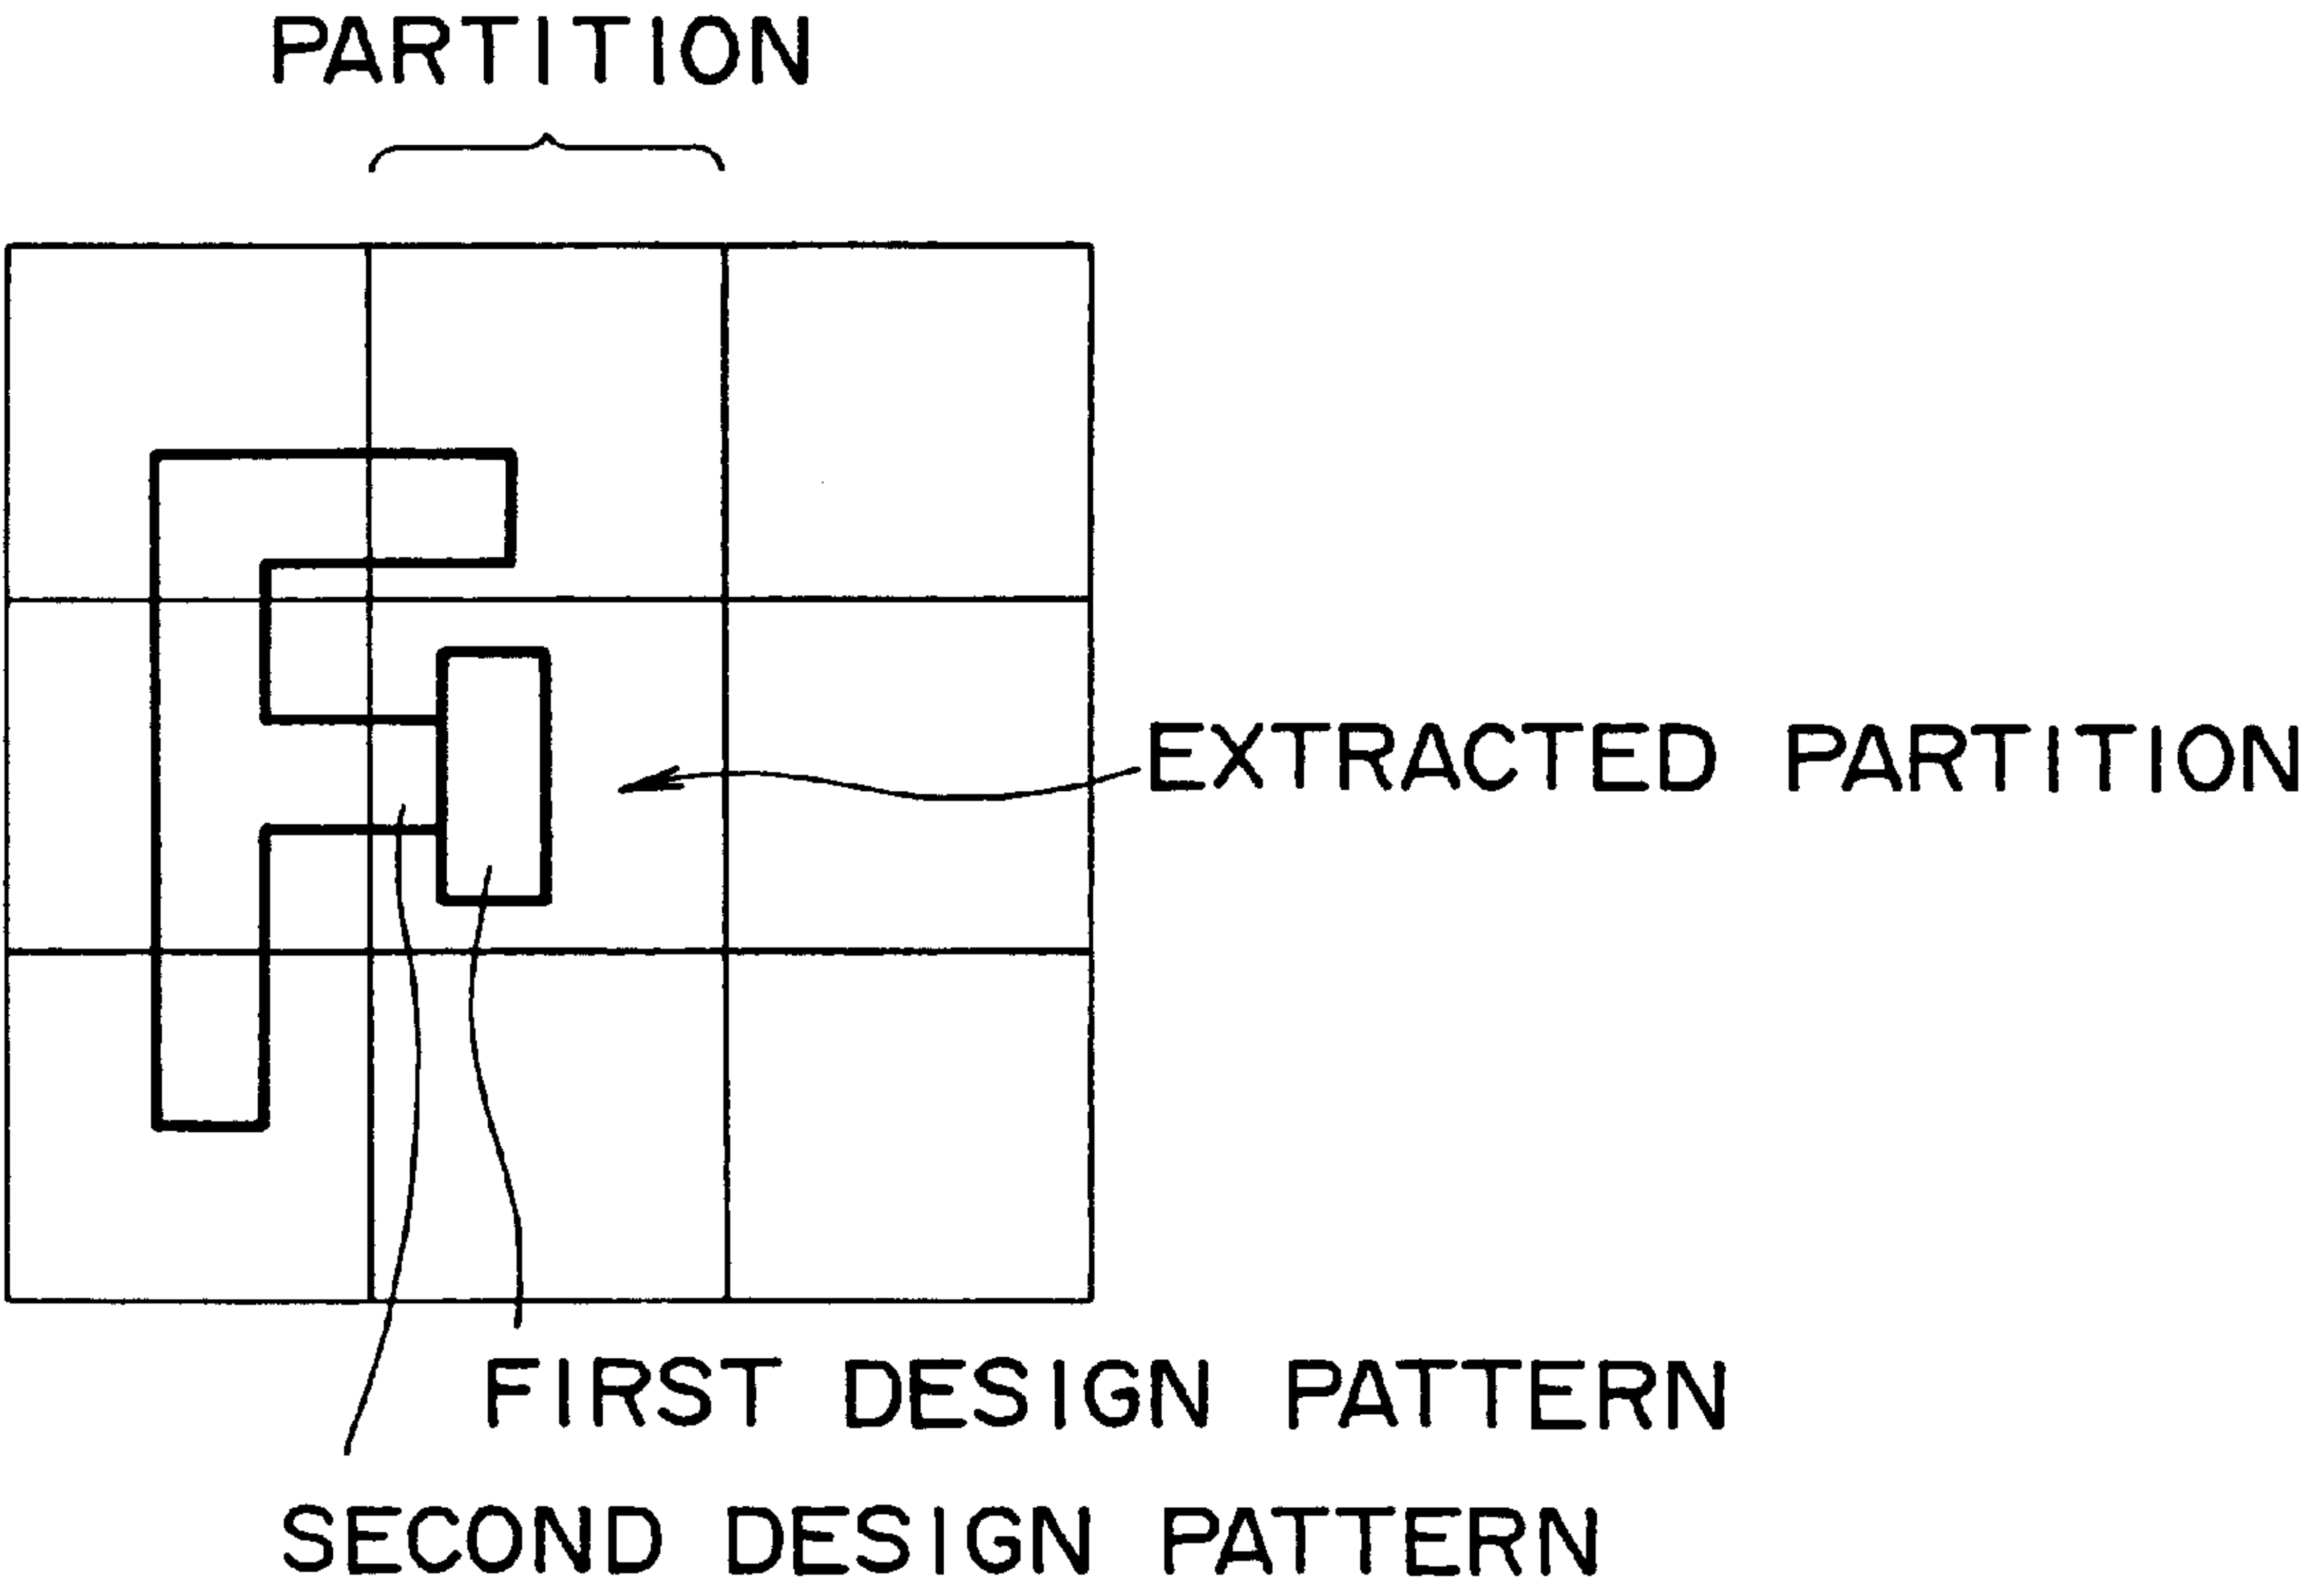 PARTITION
EXTRACTED PARTITION
FIRST DESIGN PATTERN
SECOND DESIGN PATTERN